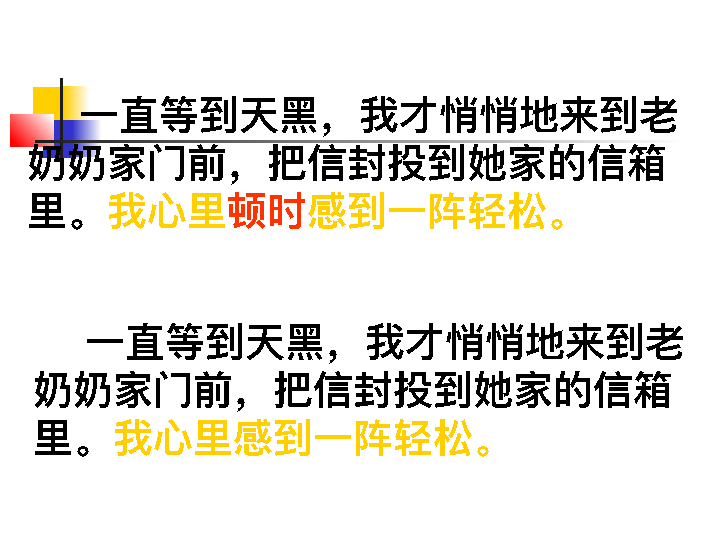 一直等到天黑，我才悄悄地来到老
奶奶家门前，把信封投到她家的信箱
里。我心里顿时感到一阵轻松。
一直等到天黑，我才悄悄地来到老
奶奶家门前，把信封投到她家的信箱
里。我心里感到一阵轻松。